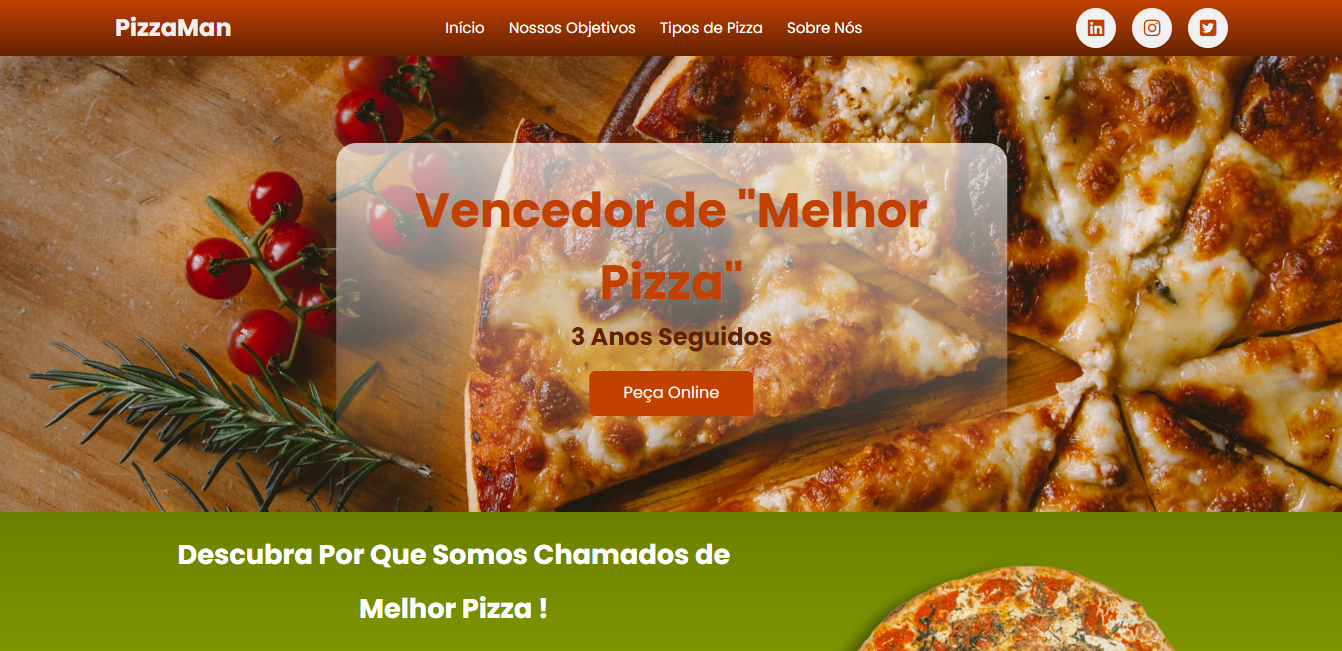 PizzaMan
Início
Nossos Objetivos
Tipos de Pizza
Sobre Nós
Vencedor de "Melhor
Pizza"
3 Anos Seguidos
Peça Online
Descubra Por Que Somos Chamados de
Melhor Pizza !